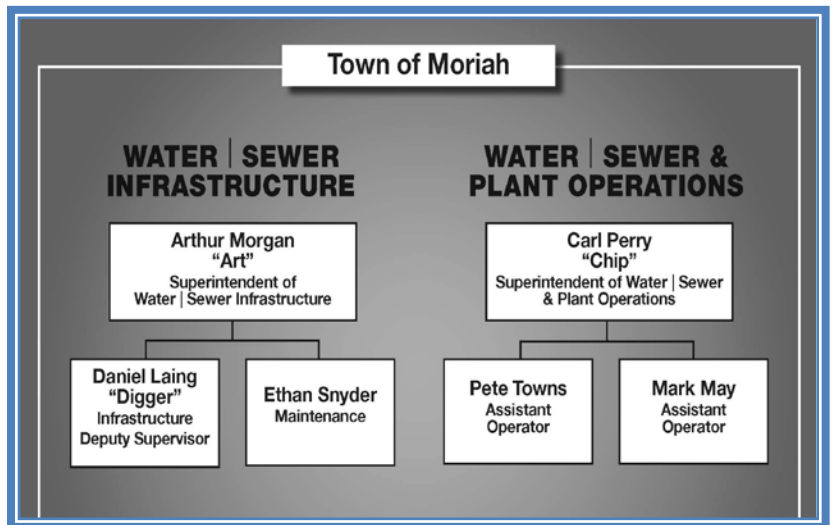 Town of Moriah
WATER | SEWER
INFRASTRUCTURE
Arthur Morgan
“Art”
Superintendent of
Water | Sewer Infrastructure
Daniel Laing
“Digger”
Infrastructure
Deputy Supervisor
Ethan Snyder
Maintenance
WATER | SEWER &
PLANT OPERATIONS
Carl Perry
“Chip”
Superintendent of Water | Sewer
& Plant Operations
Pete Towns
Assistant
Operator
Mark May
Assistant
Operator